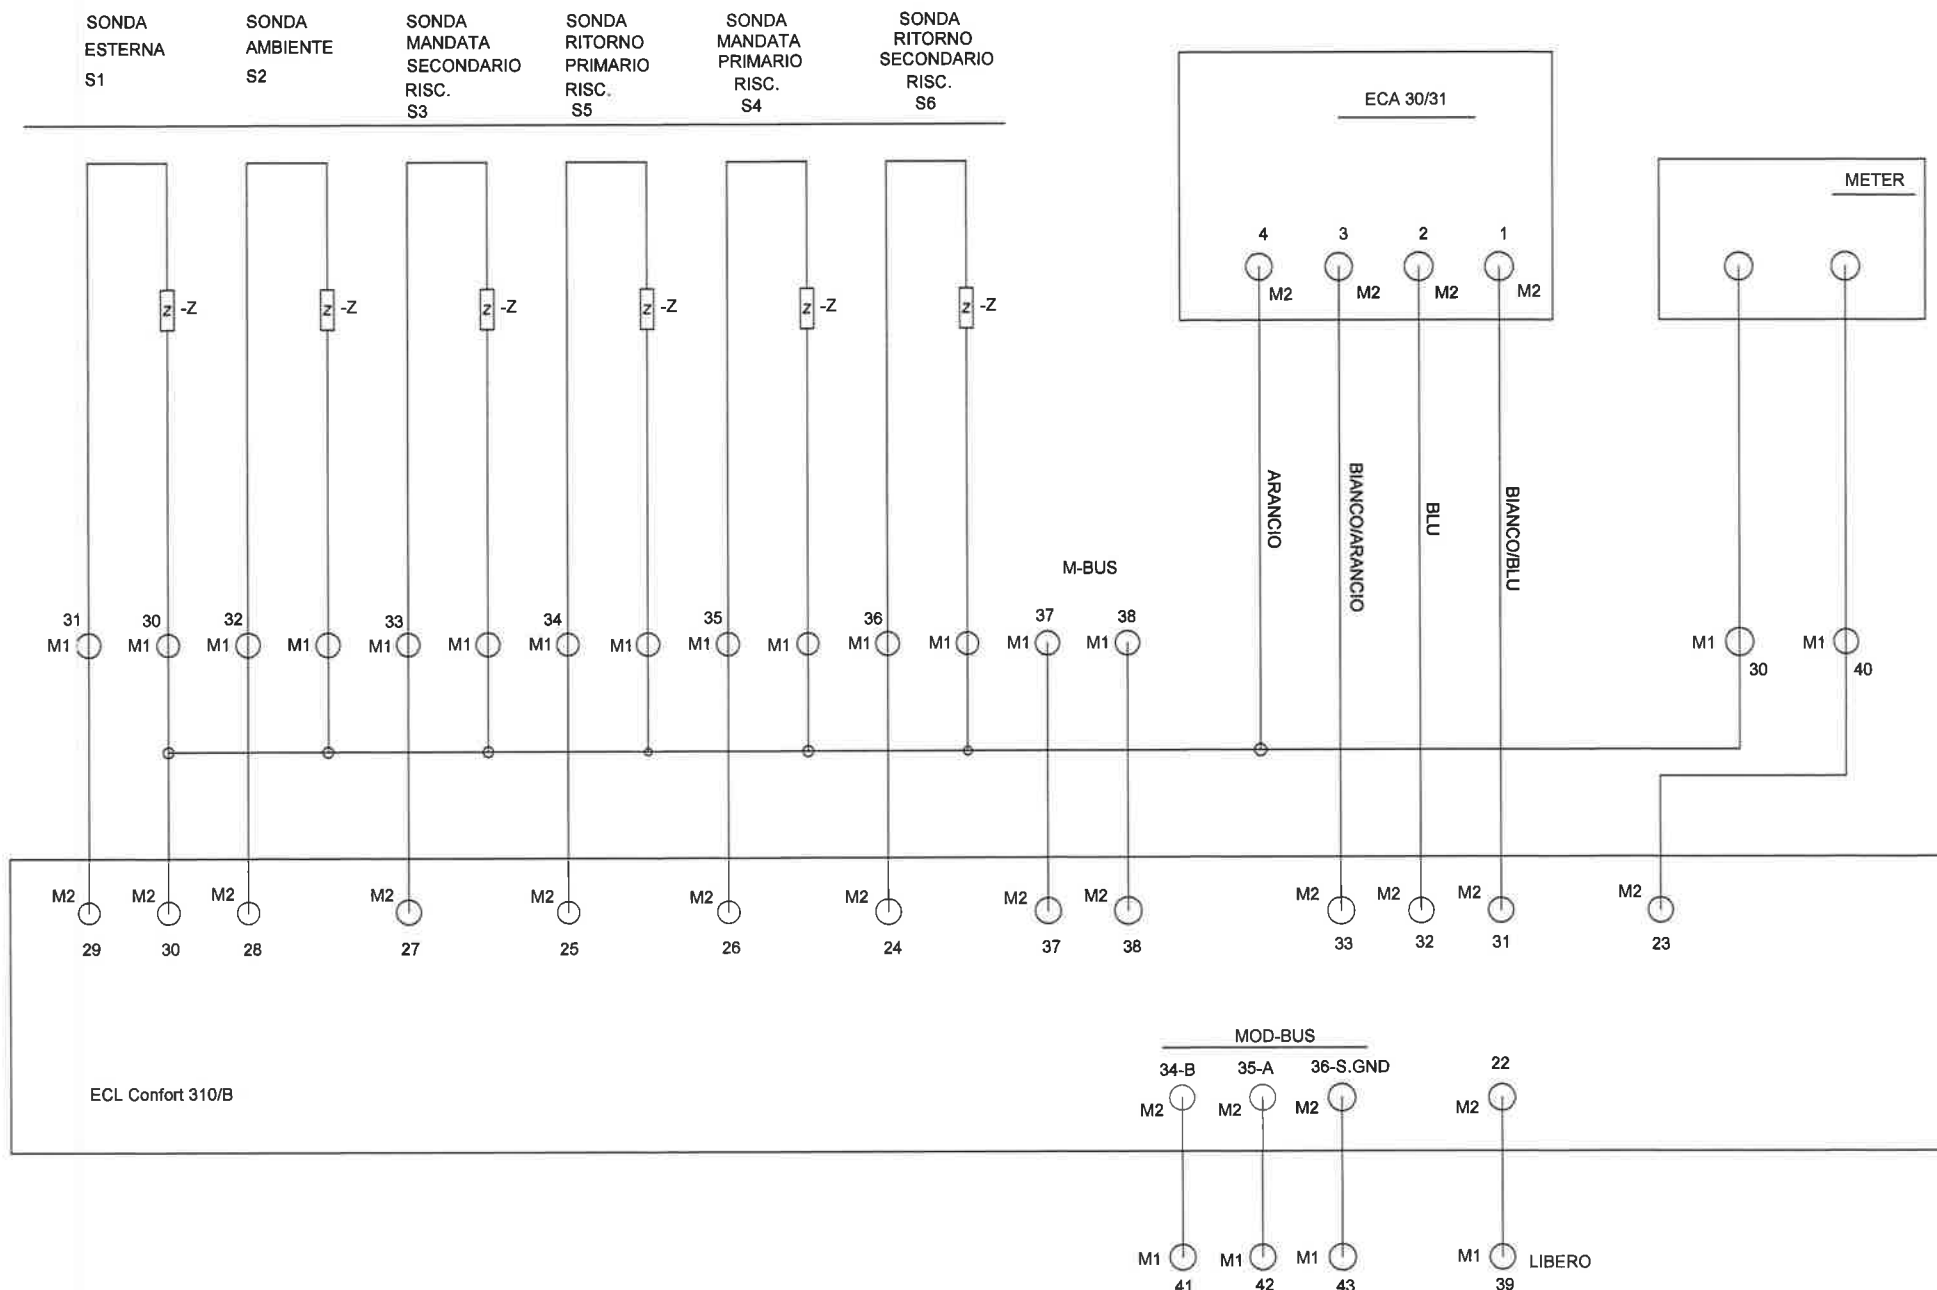 SONDA
ESTERNA
S1
SONDA
AMBIENTE
S2
SONDA
MANDATA
SECONDARIO
RISC.
S3
SONDA
RITORNO
PRIMARIO
RISC.
S5
SONDA
MANDATA
PRIMARIO
RISC.
S4
SONDA
RITORNO
SECONDARIO
RISC.
S6
ECA 30/31
METER
4 3 2 1
M2 M2 M2 M2
Z -Z Z -Z Z -Z Z -Z Z -Z Z -Z
ARANCIO
BIANCO/ARANCIO
BLU
BIANCO/BLU
M-BUS
31 30 32 33 34 35 36 37 38
M1 M1 M1 M1 M1 M1 M1 M1 M1 M1 M1 M1 M1 M1 M1 M1
30 40
M2 M2 M2 M2 M2 M2 M2 M2 M2 M2 M2 M2 M2
29 30 28 27 25 26 24 37 38 33 32 31 23
MOD-BUS
34-B 35-A 36-S.GND 22
M2 M2 M2 M2
ECL Confort 310/B
M1 M1 M1 M1 LIBERO
41 42 43 39